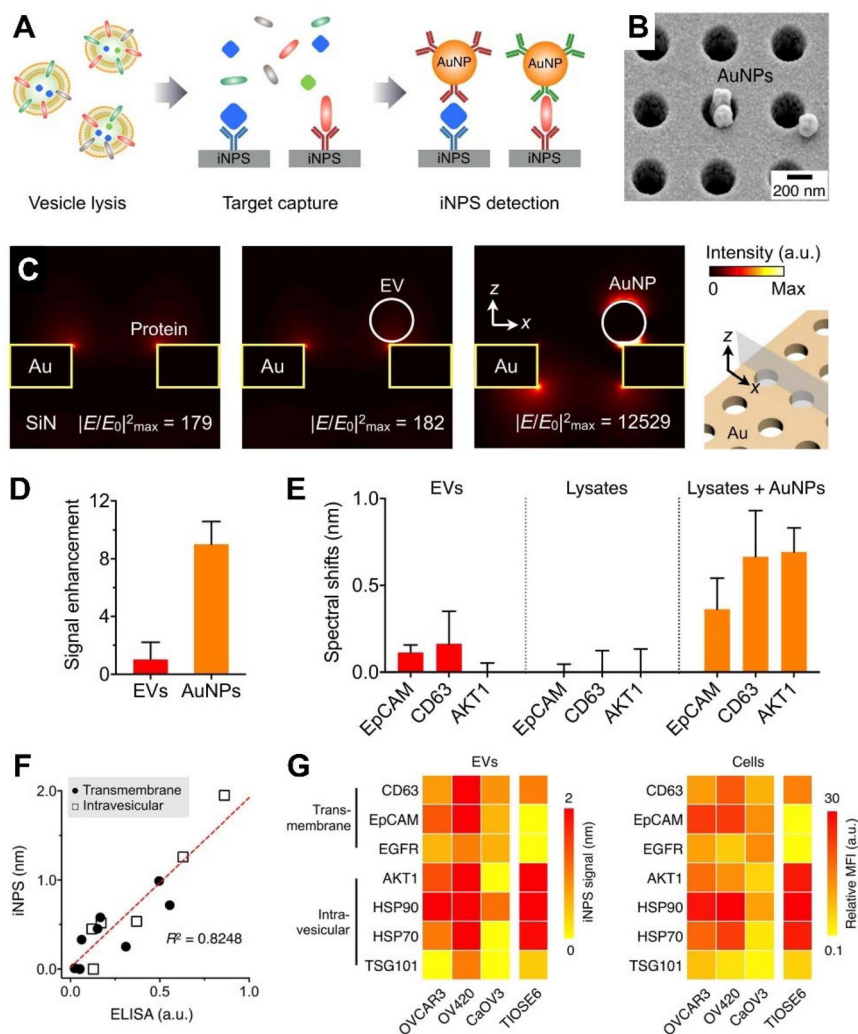 A
AuNP
AuNP
iNPS
iNPS
iNPS
iNPS
Vesicle lysis
Target capture
iNPS detection
B
AuNPs
200 nm
C
Protein
Au
SiN
|E/E₀|²max = 179
EV
Au
|E/E₀|²max = 182
z
x
AuNP
Au
|E/E₀|²max = 12529
Intensity (a.u.)
0
Max
z
x
Au
D
Signal enhancement
12
8
4
0
EVs
AuNPs
E
Spectral shifts (nm)
1.0
0.5
0.0
EVs
Lysates
Lysates + AuNPs
EpCAM
CD63
AKT1
EpCAM
CD63
AKT1
EpCAM
CD63
AKT1
F
Transmembrane
Intravesicular
iNPS (nm)
2.0
1.0
0.0
R² = 0.8248
0.0
0.5
1.0
ELISA (a.u.)
G
EVs
Trans-
membrane
Intra-
vesicular
CD63
EpCAM
EGFR
AKT1
HSP90
HSP70
TSG101
OVCAR3
OV420
CaOV3
TIOSE6
2
iNPS signal (nm)
0
Cells
CD63
EpCAM
EGFR
AKT1
HSP90
HSP70
TSG101
OVCAR3
OV420
CaOV3
TIOSE6
30
Relative MFI (a.u.)
0.1